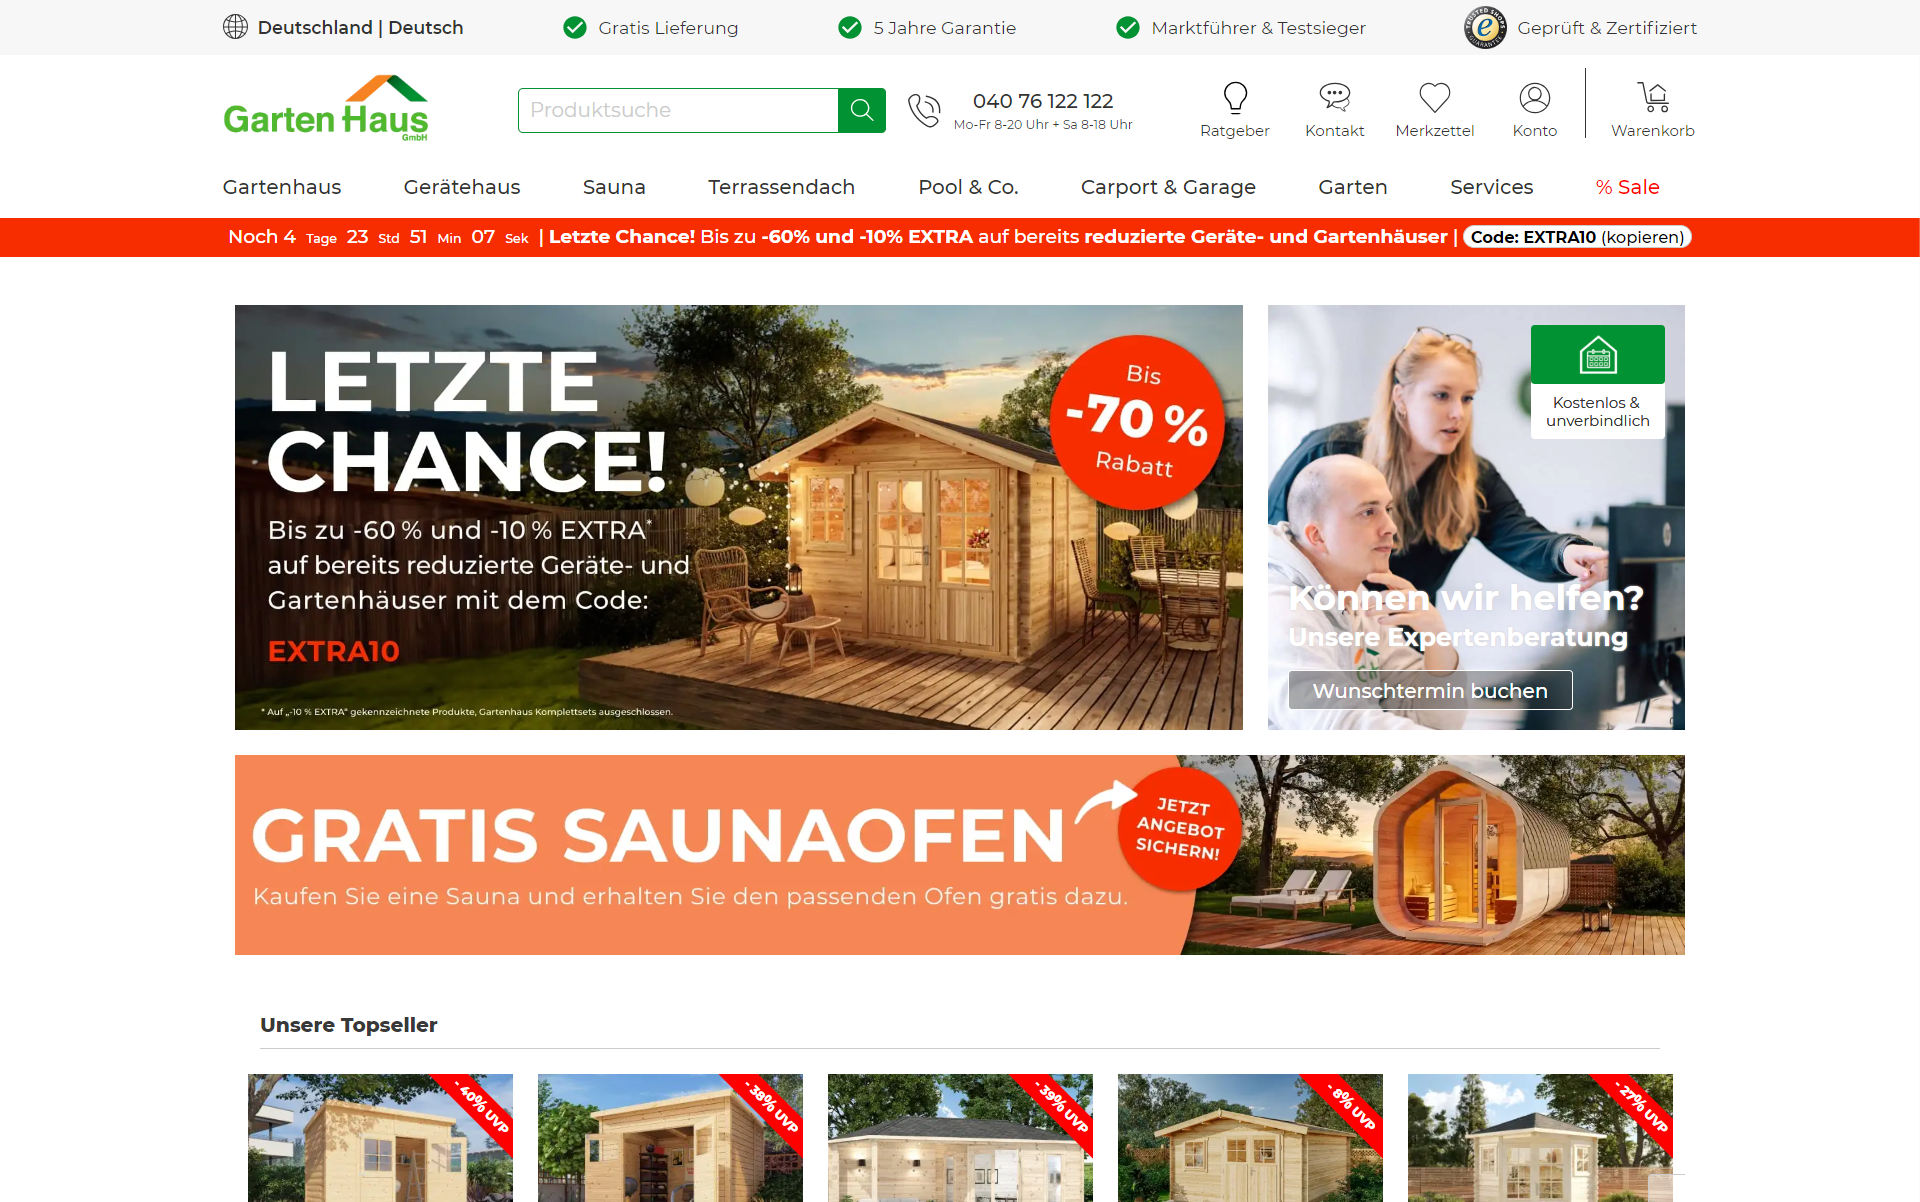 Deutschland | Deutsch
Gratis Lieferung
5 Jahre Garantie
Marktführer & Testsieger
TRUSTED SHOPS
e
GUARANTEE
Geprüft & Zertifiziert
GartenHaus
GmbH
Produktsuche
040 76 122 122
Mo-Fr 8-20 Uhr + Sa 8-18 Uhr
Ratgeber
Kontakt
Merkzettel
Konto
Warenkorb
Gartenhaus
Gerätehaus
Sauna
Terrassendach
Pool & Co.
Carport & Garage
Garten
Services
% Sale
Noch 4 Tage 23 Std 51 Min 07 Sek | Letzte Chance! Bis zu -60% und -10% EXTRA auf bereits reduzierte Geräte- und Gartenhäuser | Code: EXTRA10 (kopieren)
LETZTE
CHANCE!
Bis zu -60 % und -10 % EXTRA*
auf bereits reduzierte Geräte- und
Gartenhäuser mit dem Code:
EXTRA10
* Auf „-10 % EXTRA" gekennzeichnete Produkte, Gartenhaus Komplettsets ausgeschlossen.
Bis
-70 %
Rabatt
Kostenlos &
unverbindlich
Können wir helfen?
Unsere Expertenberatung
Wunschtermin buchen
GRATIS SAUNAOFEN
Kaufen Sie eine Sauna und erhalten Sie den passenden Ofen gratis dazu.
JETZT
ANGEBOT
SICHERN!
Unsere Topseller
- 40% UVP
- 38% UVP
- 39% UVP
- 8% UVP
- 27% UVP